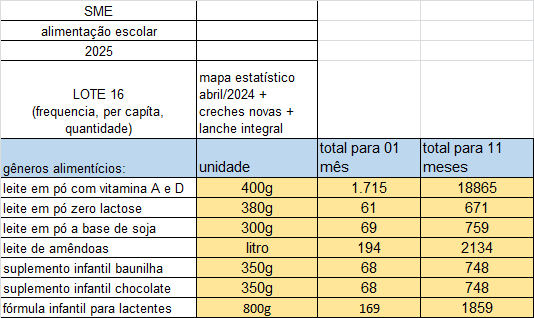 SME
alimentação escolar
2025
LOTE 16
(frequencia, per capíta,
quantidade)
mapa estatístico
abril/2024 +
creches novas +
lanche integral
gêneros alimentícios: unidade total para 01 mês total para 11 meses
leite em pó com vitamina A e D 400g 1.715 18865
leite em pó zero lactose 380g 61 671
leite em pó a base de soja 300g 69 759
leite de amêndoas litro 194 2134
suplemento infantil baunilha 350g 68 748
suplemento infantil chocolate 350g 68 748
fórmula infantil para lactentes 800g 169 1859